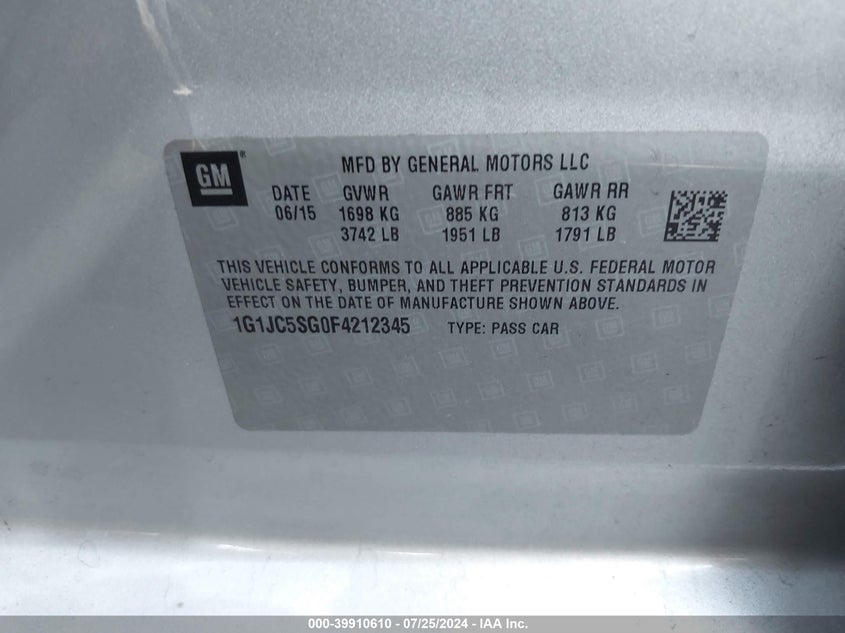 GM ®
MFD BY GENERAL MOTORS LLC
DATE GVWR GAWR FRT GAWR RR
06/15 1698 KG 885 KG 813 KG
3742 LB 1951 LB 1791 LB
THIS VEHICLE CONFORMS TO ALL APPLICABLE U.S. FEDERAL MOTOR
VEHICLE SAFETY, BUMPER, AND THEFT PREVENTION STANDARDS IN
EFFECT ON THE DATE OF MANUFACTURE SHOWN ABOVE.
1G1JC5SG0F4212345 TYPE: PASS CAR
000-39910610 - 07/25/2024 - IAA Inc.